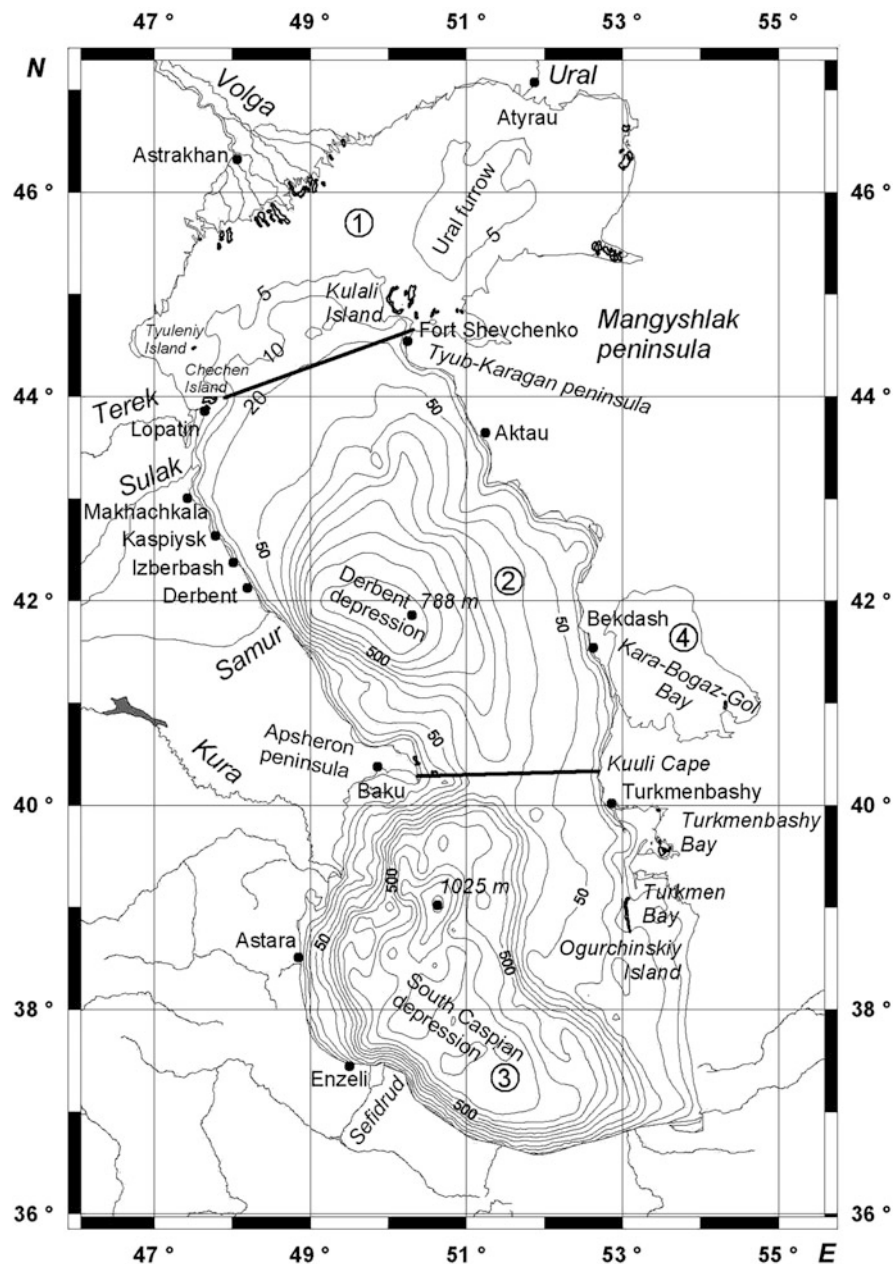 47 ° 49 ° 51 ° 53 ° 55 °
N
Volga
Ural
Atyrau
Astrakhan
46 ° 46 °
1
Ural furrow
5
5
Kulali
Island
Tyuleniy
Island
10
Chechen
Island
20
Fort Shevchenko
Mangyshlak
peninsula
Tyub-Karagan peninsula
44 ° 44 °
Terek
Lopatin
50
Aktau
Sulak
Makhachkala
Kaspiysk
50
Izberbash
Derbent
2
Derbent
depression
788 m
42 ° 42 °
50
Bekdash
4
Kara-Bogaz-Gol
Bay
Samur
500
50
Apsheron
peninsula
Kura
Baku
Kuuli Cape
40 ° 40 °
Turkmenbashy
Turkmenbashy
Bay
500
1025 m
50
Turkmen
Bay
Astara
50
500
Ogurchinskiy
Island
38 ° 38 °
South Caspian
depression
3
Enzeli
Sefidrud
500
36 ° 36 °
47 ° 49 ° 51 ° 53 ° 55 °
E